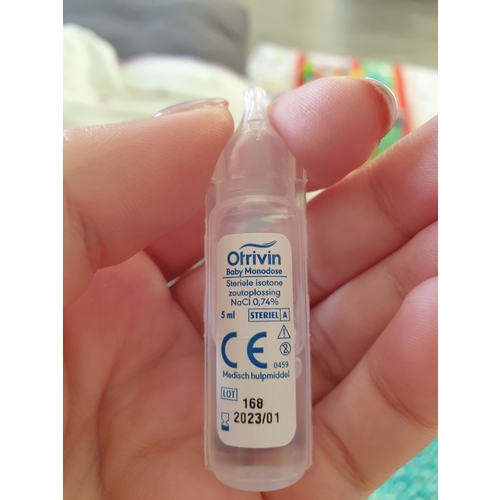 Otrivin
Baby Monodose
Steriele isotone
zoutoplossing
NaCl 0,74%
5 ml STERIEL A
CE
0459
Medisch hulpmiddel
LOT 168
2023/01